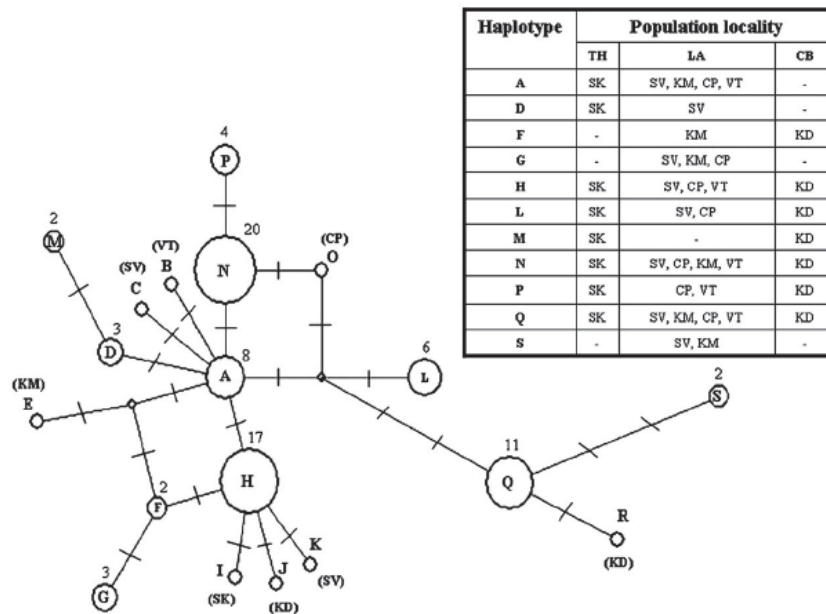 Haplotype Population locality
TH LA CB
A SK SV, KM, CP, VT -
D SK SV -
F - KM KD
G - SV, KM, CP -
H SK SV, CP, VT KD
L SK SV, CP KD
M SK - KD
N SK SV, CP, KM, VT KD
P SK CP, VT KD
Q SK SV, KM, CP, VT KD
S - SV, KM -
4
P
20
N
(CP)
O
2
M
(VT)
B
(SV)
C
3
D
8
A
6
L
(KM)
E
2
S
17
H
11
Q
2
F
R
(KD)
3
G
I
(SK)
J
(KD)
K
(SV)